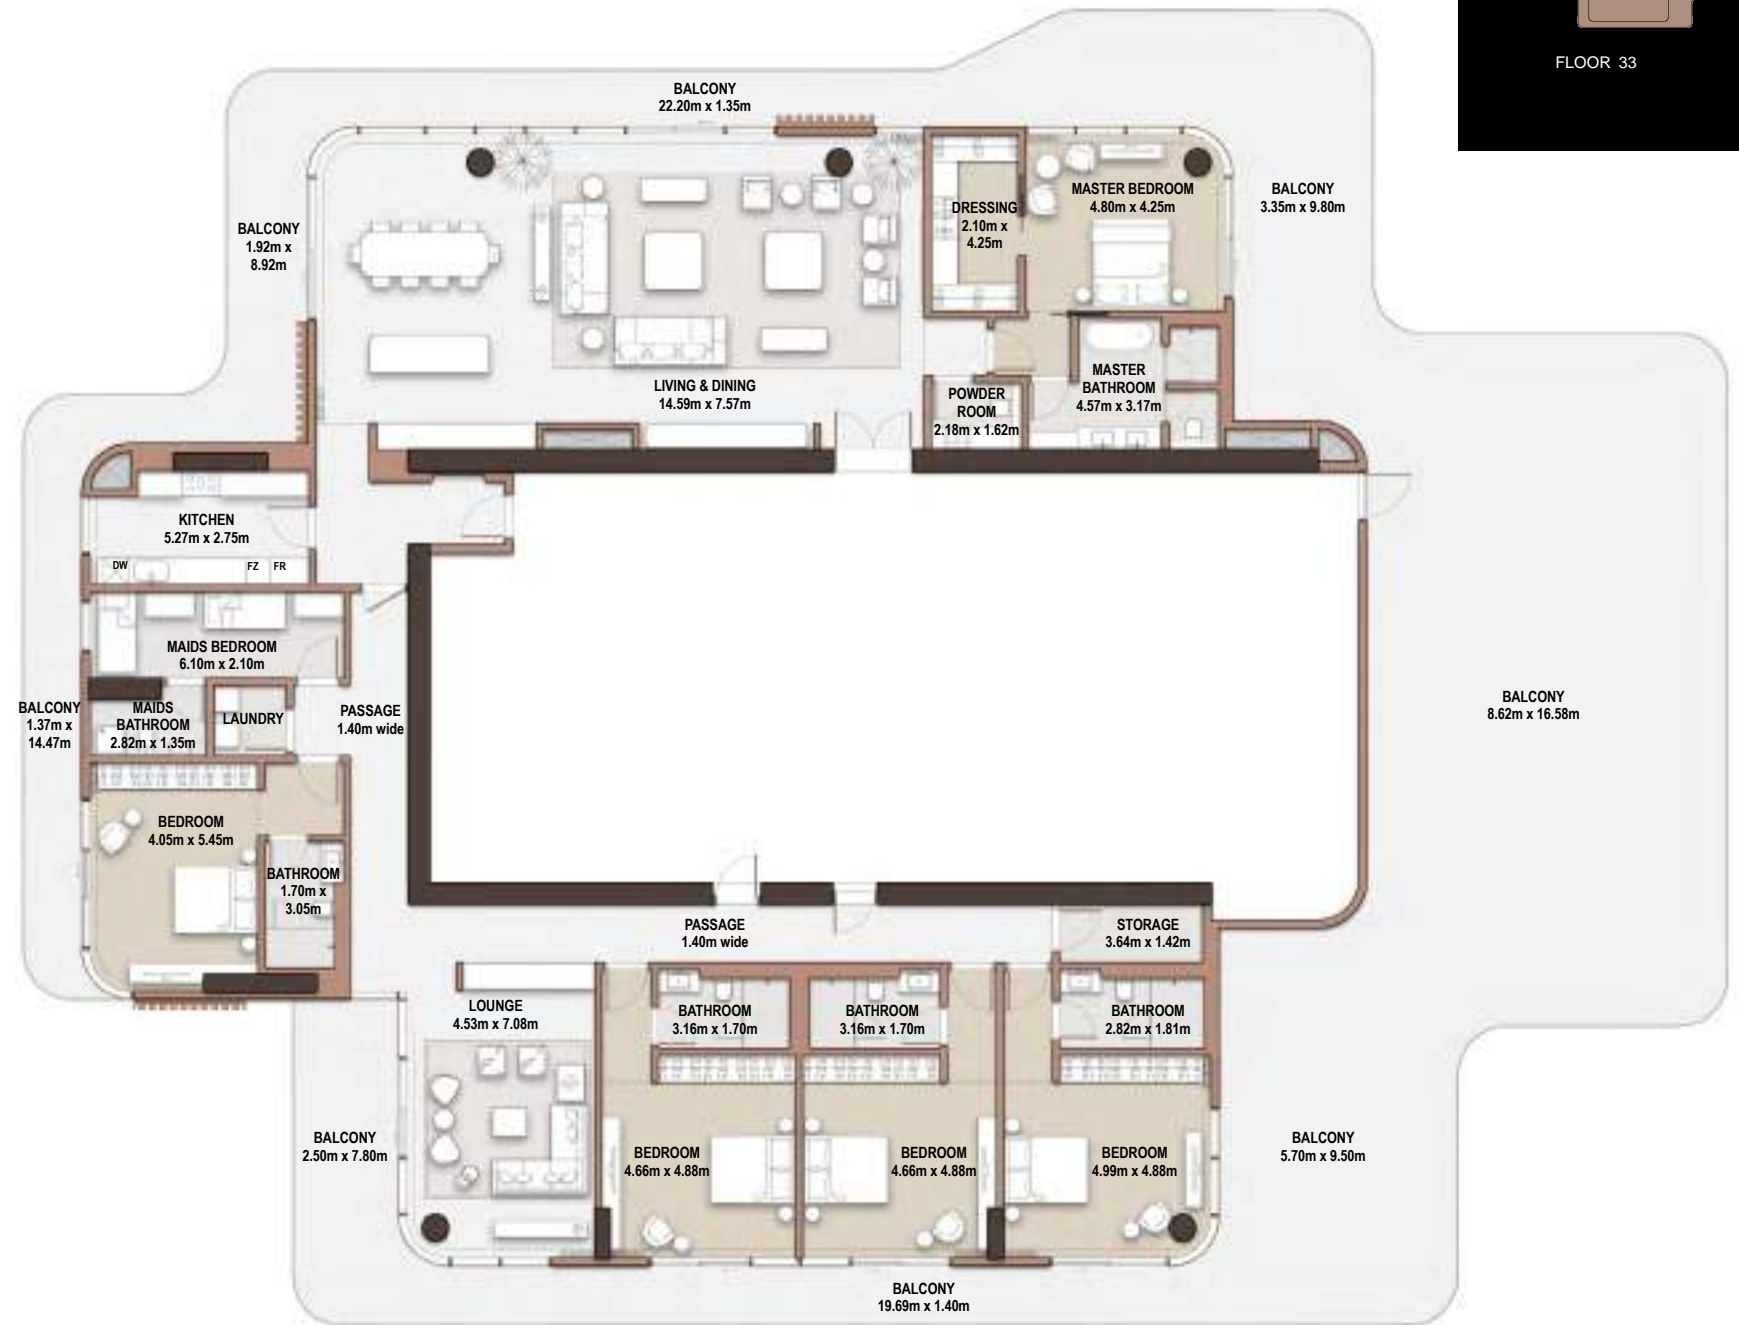 FLOOR 33
BALCONY
22.20m x 1.35m
MASTER BEDROOM
4.80m x 4.25m
BALCONY
3.35m x 9.80m
DRESSING
2.10m x
4.25m
BALCONY
1.92m x
8.92m
LIVING & DINING
14.59m x 7.57m
MASTER
BATHROOM
4.57m x 3.17m
POWDER
ROOM
2.18m x 1.62m
KITCHEN
5.27m x 2.75m
DW
FZ
FR
MAIDS BEDROOM
6.10m x 2.10m
BALCONY
1.37m x
14.47m
MAIDS
BATHROOM
2.82m x 1.35m
LAUNDRY
PASSAGE
1.40m wide
BALCONY
8.62m x 16.58m
BEDROOM
4.05m x 5.45m
BATHROOM
1.70m x
3.05m
PASSAGE
1.40m wide
STORAGE
3.64m x 1.42m
LOUNGE
4.53m x 7.08m
BATHROOM
3.16m x 1.70m
BATHROOM
3.16m x 1.70m
BATHROOM
2.82m x 1.81m
BALCONY
2.50m x 7.80m
BEDROOM
4.66m x 4.88m
BEDROOM
4.66m x 4.88m
BEDROOM
4.99m x 4.88m
BALCONY
5.70m x 9.50m
BALCONY
19.69m x 1.40m